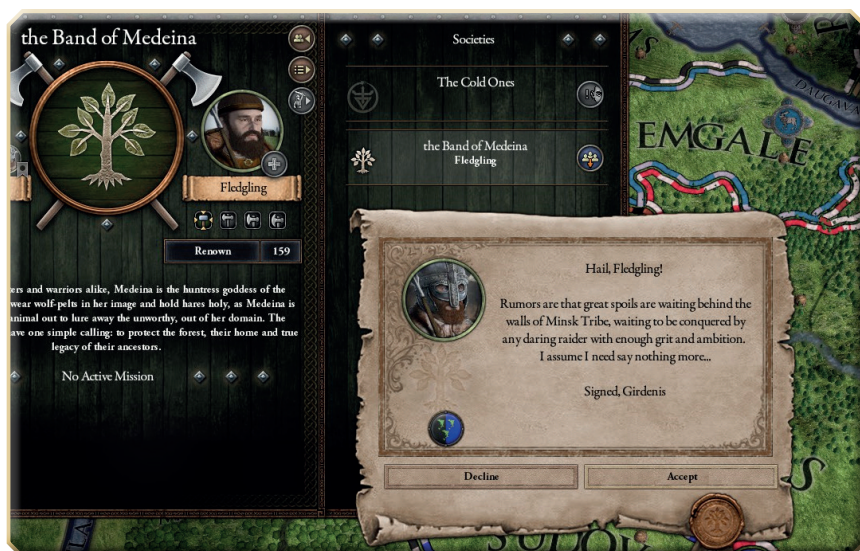 the Band of Medeina
Fledgling
Renown 159
ers and warriors alike, Medeina is the huntress goddess of the
wear wolf-pelts in her image and hold hares holy, as Medeina is
animal out to lure away the unworthy, out of her domain. The
ave one simple calling: to protect the forest, their home and true
legacy of their ancestors.
No Active Mission
Societies
The Cold Ones
the Band of Medeina
Fledgling
EMGALE
DAUGAW
Hail, Fledgling!
Rumors are that great spoils are waiting behind the
walls of Minsk Tribe, waiting to be conquered by
any daring raider with enough grit and ambition.
I assume I need say nothing more...
Signed, Girdenis
Decline
Accept
SUDOV